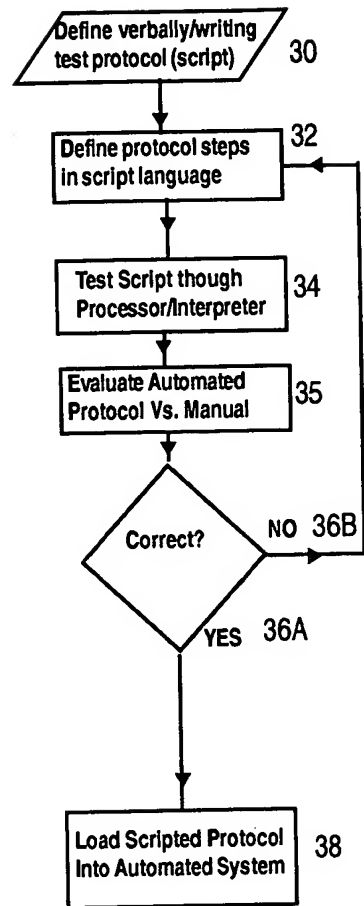 Define verbally/writing
test protocol (script)
30
32
Define protocol steps
in script language
Test Script though
Processor/Interpreter
34
Evaluate Automated
Protocol Vs. Manual
35
Correct?
NO 36B
YES 36A
Load Scripted Protocol
Into Automated System
38